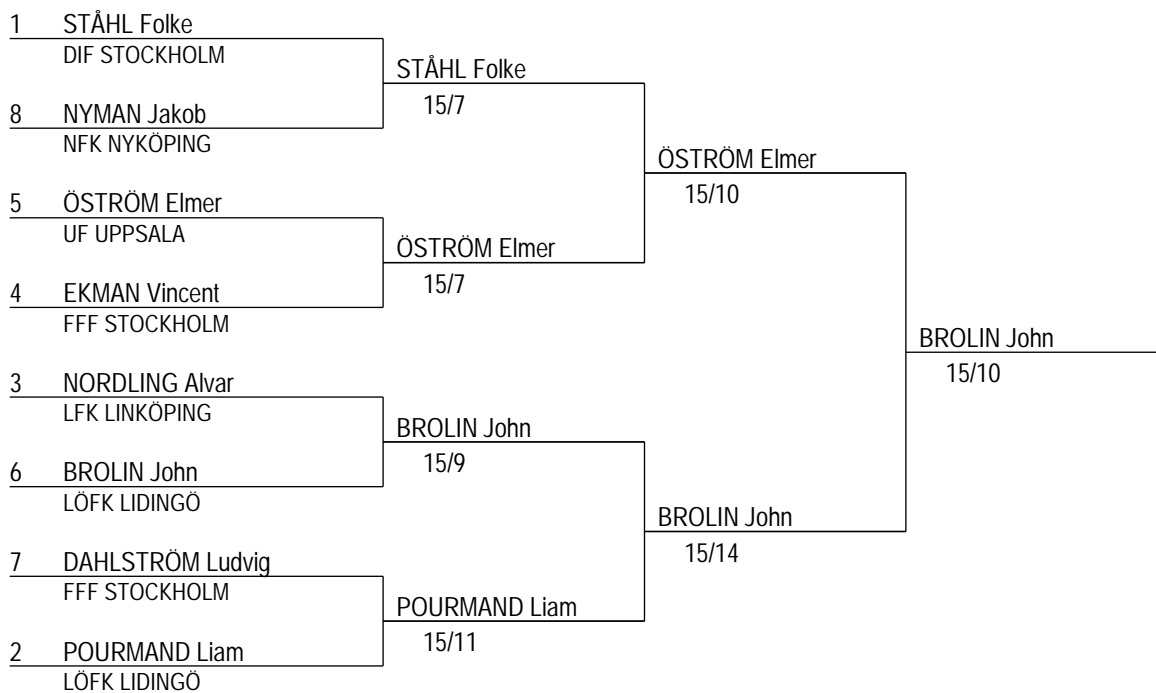 1 STÅHL Folke
DIF STOCKHOLM
8 NYMAN Jakob
NFK NYKÖPING
5 ÖSTRÖM Elmer
UF UPPSALA
4 EKMAN Vincent
FFF STOCKHOLM
3 NORDLING Alvar
LFK LINKÖPING
6 BROLIN John
LÖFK LIDINGÖ
7 DAHLSTRÖM Ludvig
FFF STOCKHOLM
2 POURMAND Liam
LÖFK LIDINGÖ
STÅHL Folke
15/7
ÖSTRÖM Elmer
15/7
BROLIN John
15/9
POURMAND Liam
15/11
ÖSTRÖM Elmer
15/10
BROLIN John
15/14
BROLIN John
15/10